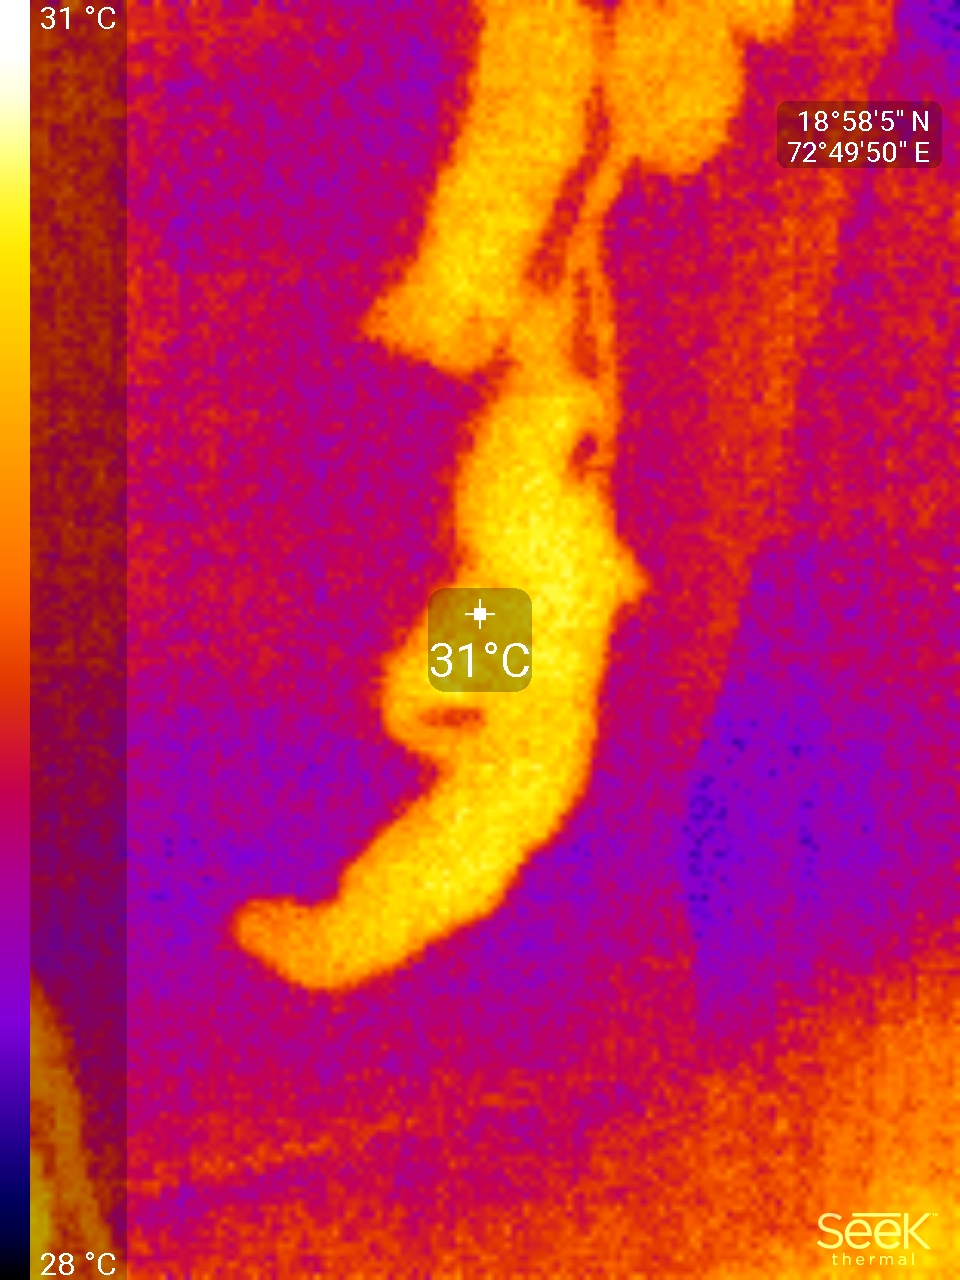 31 °C
18°58'5" N
72°49'50" E
31°C
28 °C
Seek
thermal